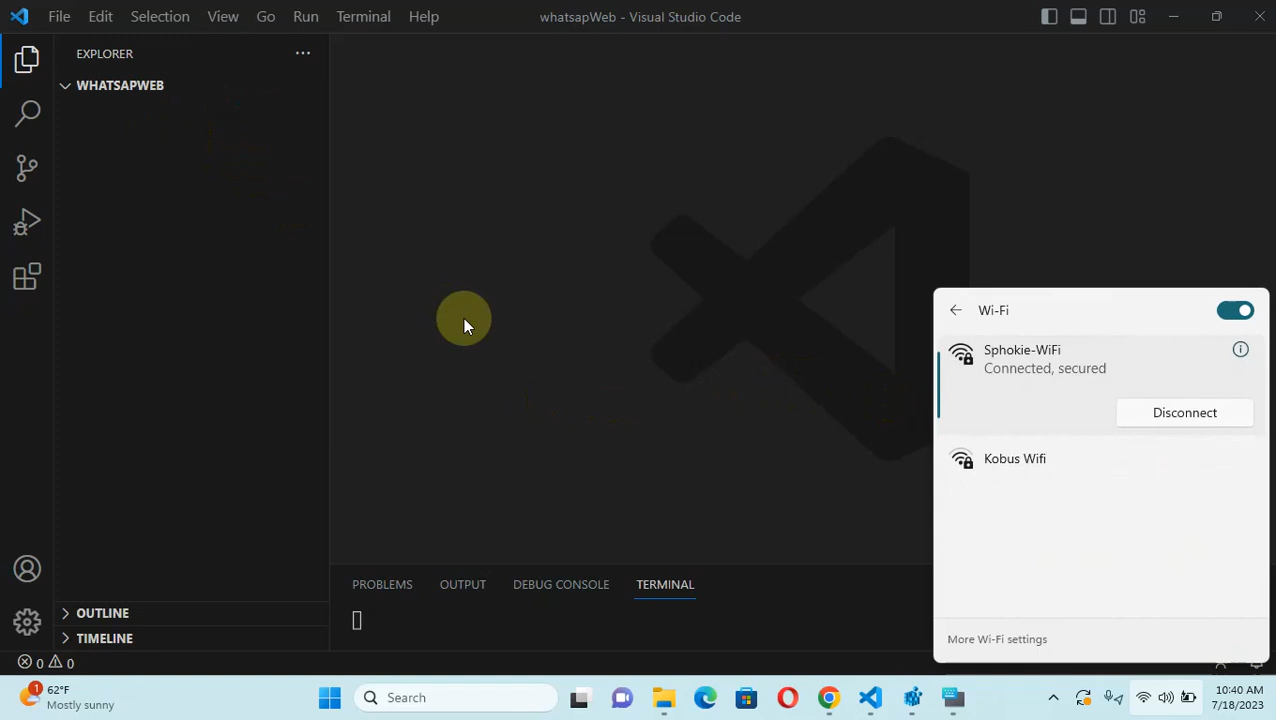 File Edit Selection View Go Run Terminal Help
whatsapWeb - Visual Studio Code
EXPLORER
WHATSAPWEB
OUTLINE
TIMELINE
PROBLEMS OUTPUT DEBUG CONSOLE TERMINAL
0 0
Wi-Fi
Sphokie-WiFi
Connected, secured
Disconnect
Kobus Wifi
More Wi-Fi settings
1
62°F
Mostly sunny
Search
10:40 AM
7/18/2023